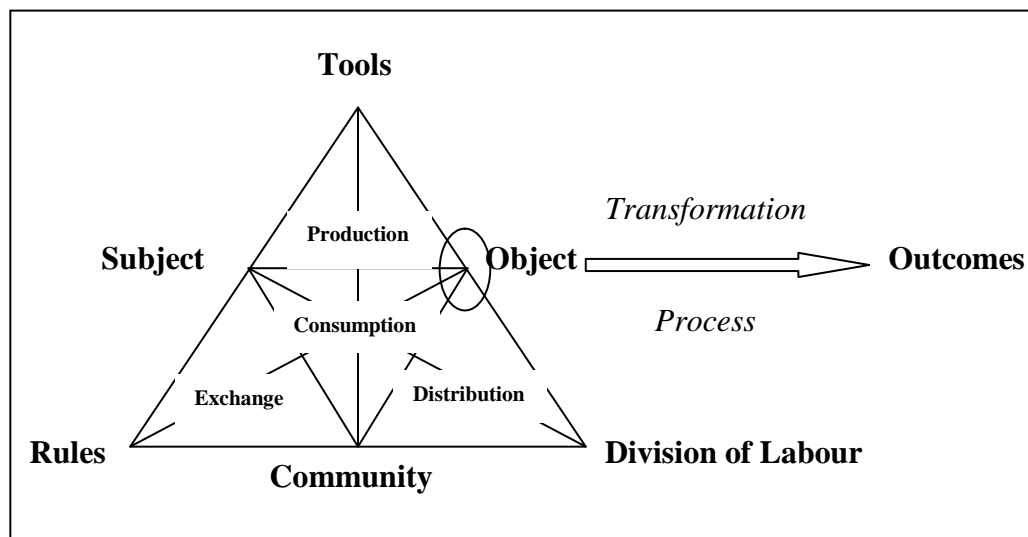 Tools
Transformation
Production
Subject
Object
Outcomes
Process
Consumption
Exchange
Distribution
Rules
Community
Division of Labour